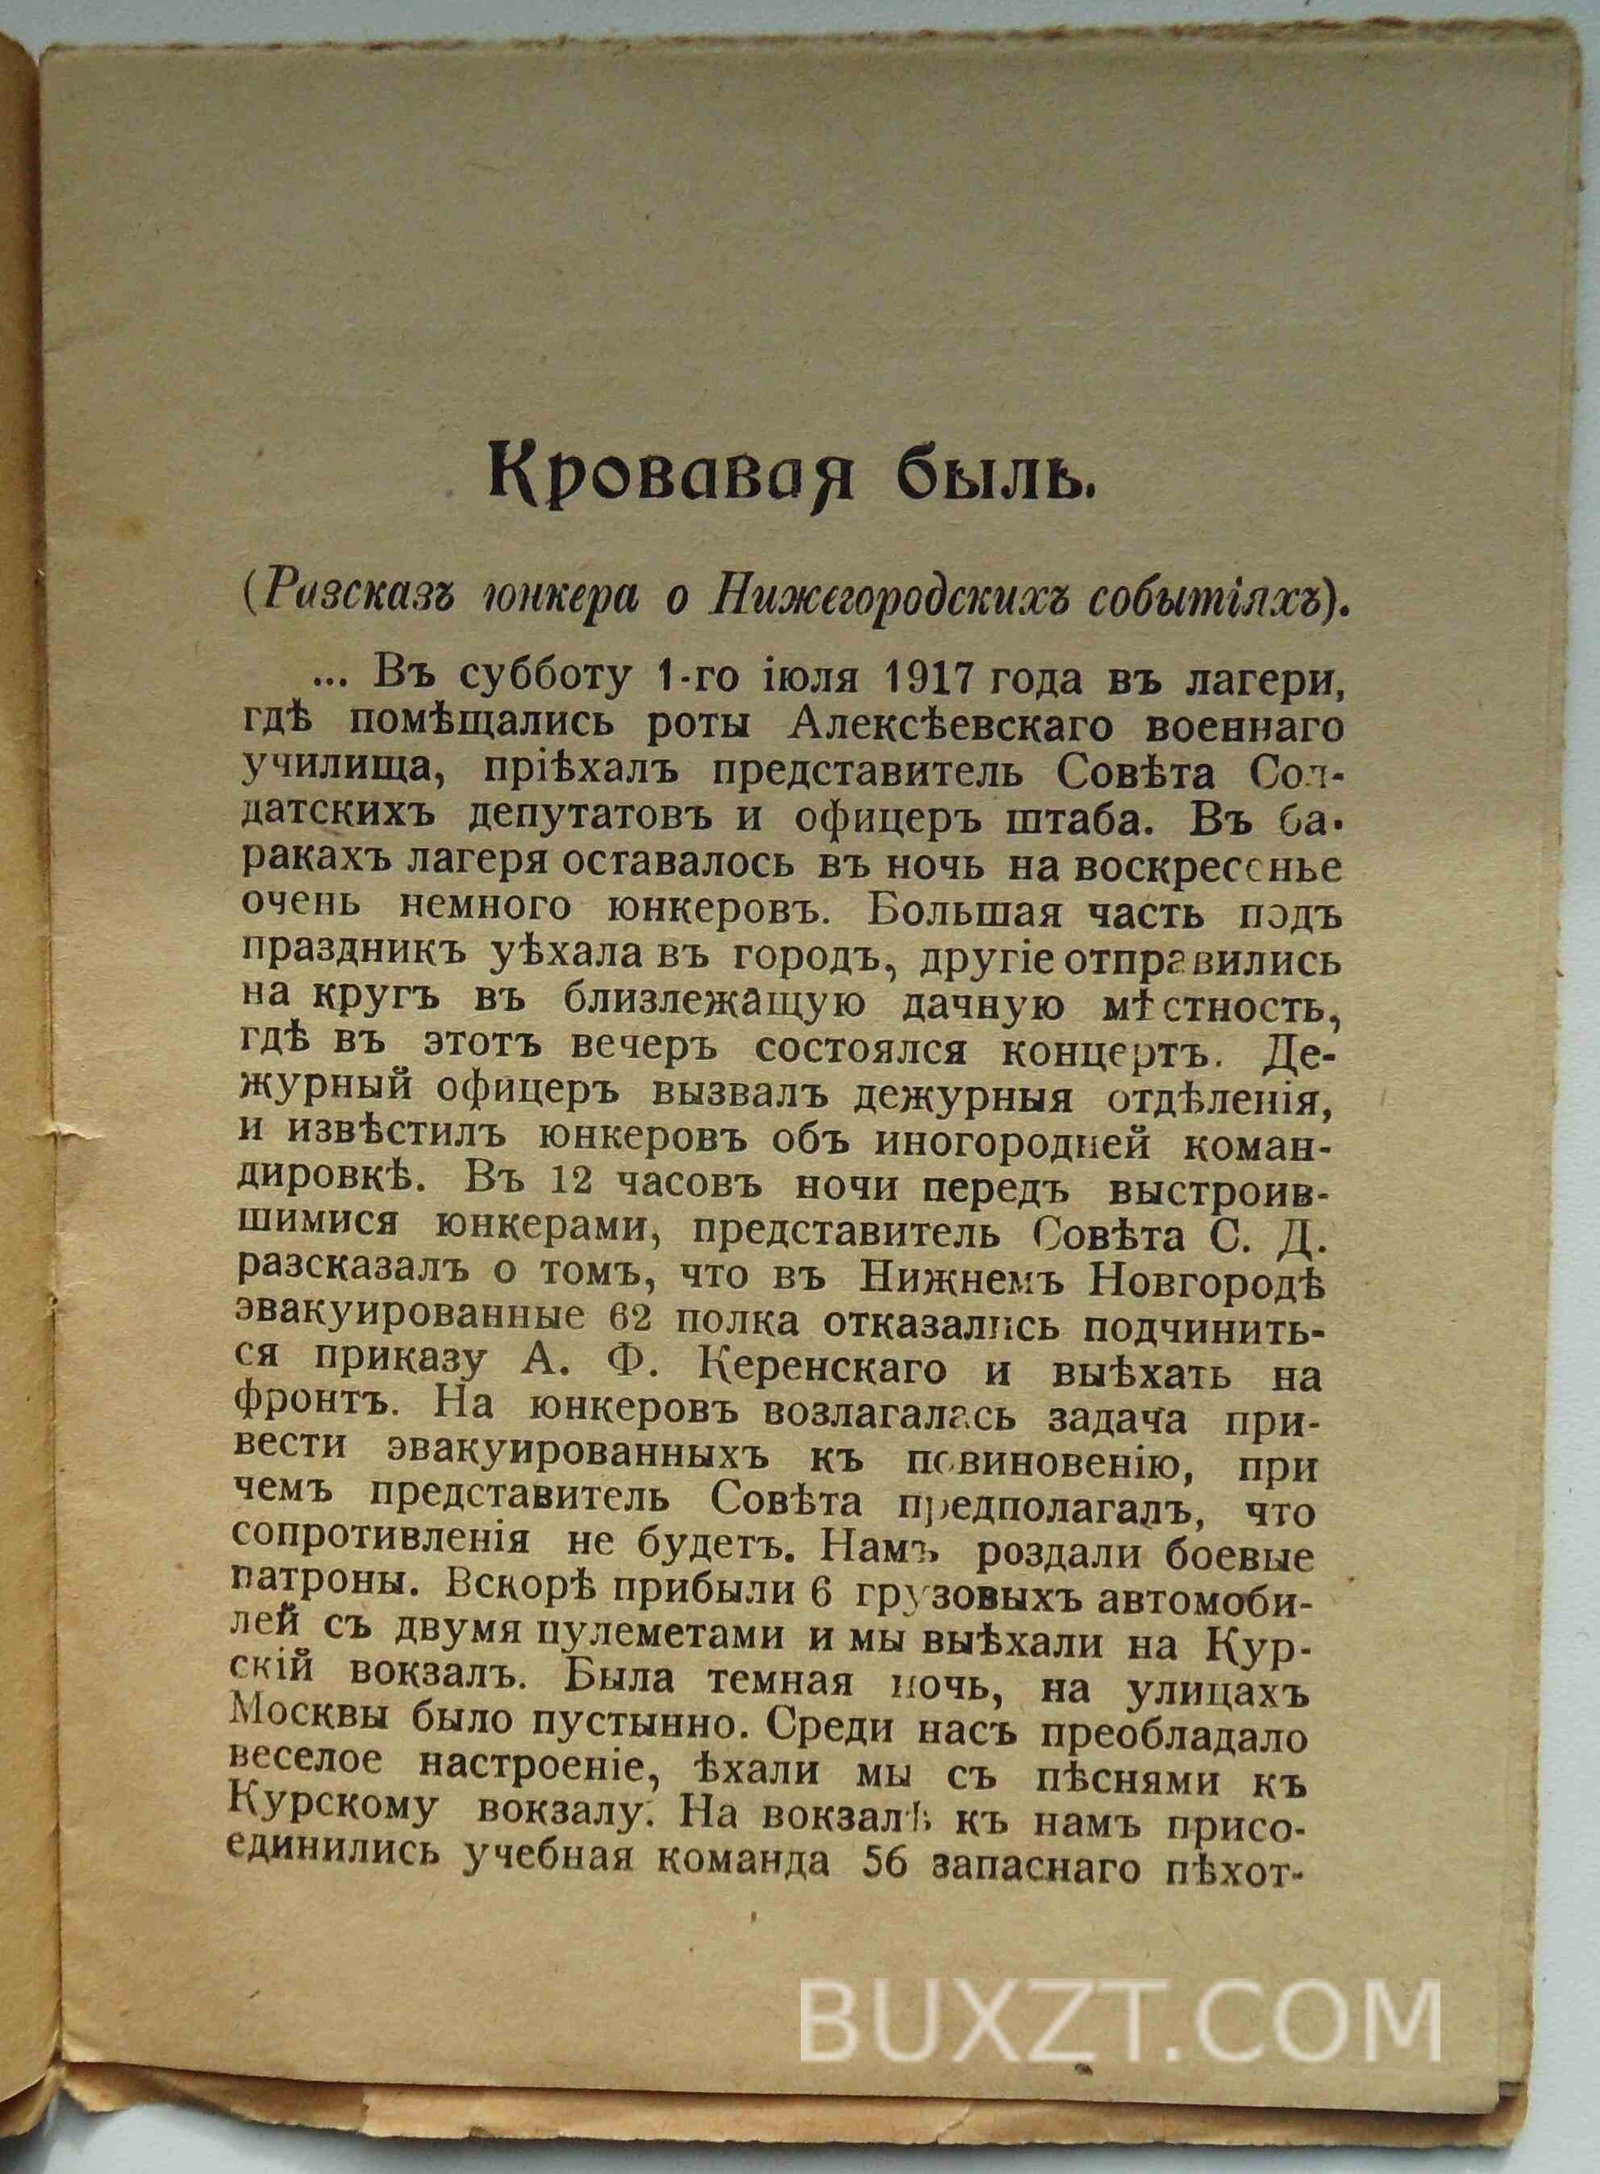 Кровавая быль.
(Разсказъ юнкера о Нижегородскихъ событіяхъ).
... Въ субботу 1-го іюля 1917 года въ лагери,
гдѣ помѣщались роты Алексѣевскаго военнаго
училища, пріѣхалъ представитель Совѣта Сол-
датскихъ депутатовъ и офицеръ штаба. Въ ба-
ракахъ лагеря оставалось въ ночь на воскресенье
очень немного юнкеровъ. Большая часть подъ
праздникъ уѣхала въ городъ, другіе отправились
на кругъ въ близлежащую дачную мѣстность,
гдѣ въ этотъ вечеръ состоялся концертъ. Де-
журный офицеръ вызвалъ дежурныя отдѣленія,
и извѣстилъ юнкеровъ объ иногородней коман-
дировкѣ. Въ 12 часовъ ночи передъ выстроив-
шимися юнкерами, представитель Совѣта С. Д.
разсказалъ о томъ, что въ Нижнемъ Новгородѣ
эвакуированные 62 полка отказались подчинить-
ся приказу А. Ф. Керенскаго и выѣхать на
фронтъ. На юнкеровъ возлагалась задача при-
вести эвакуированныхъ къ повиновенію, при
чемъ представитель Совѣта предполагалъ, что
сопротивленія не будетъ. Намъ роздали боевые
патроны. Вскорѣ прибыли 6 грузовыхъ автомоби-
лей съ двумя пулеметами и мы выѣхали на Кур-
скій вокзалъ. Была темная ночь, на улицахъ
Москвы было пустынно. Среди насъ преобладало
веселое настроеніе, ѣхали мы съ пѣснями къ
Курскому вокзалу. На вокзалѣ къ намъ присо-
единились учебная команда 56 запаснаго пѣхот-
BUXZT.COM